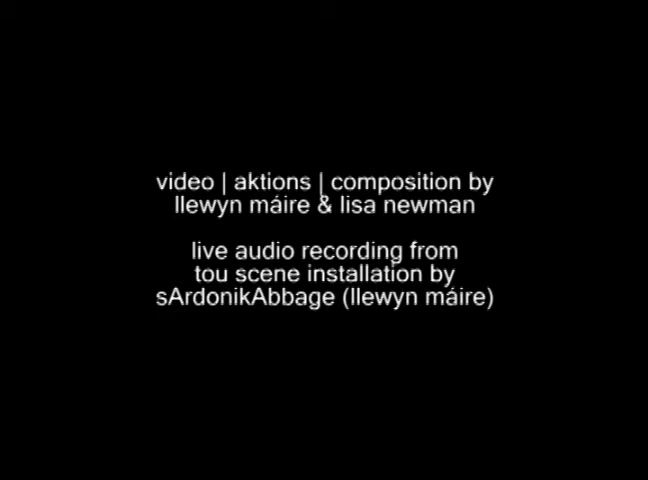 video | aktions | composition by
llewyn máire & lisa newman
live audio recording from
tou scene installation by
sArdonikAbbage (llewyn máire)